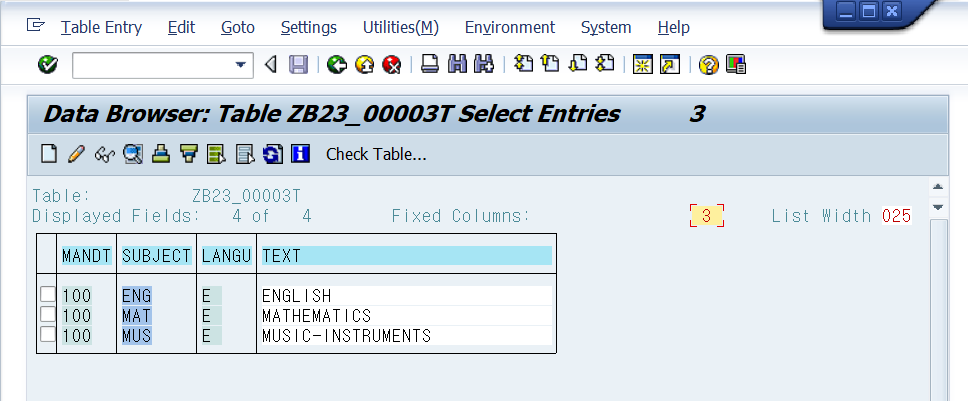 Table Entry Edit Goto Settings Utilities(M) Environment System Help
Data Browser: Table ZB23_00003T Select Entries 3
Check Table...
Table: ZB23_00003T
Displayed Fields: 4 of 4 Fixed Columns: 3 List Width 025
MANDT SUBJECT LANGU TEXT
100 ENG E ENGLISH
100 MAT E MATHEMATICS
100 MUS E MUSIC-INSTRUMENTS